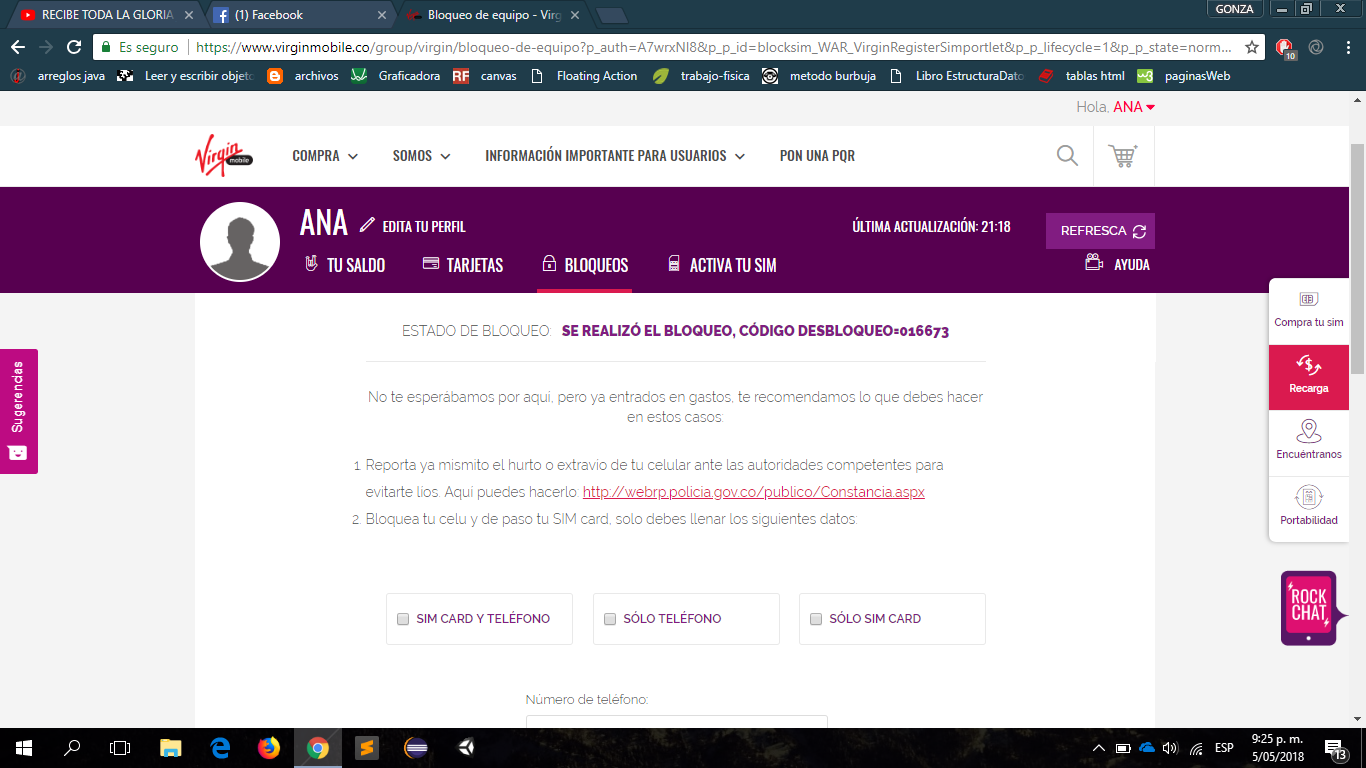 RECIBE TODA LA GLORIA
(1) Facebook
Bloqueo de equipo - Virg
GONZA
Es seguro
https://www.virginmobile.co/group/virgin/bloqueo-de-equipo?p_auth=A7wrxNl8&p_p_id=blocksim_WAR_VirginRegisterSimportlet&p_p_lifecycle=1&p_p_state=norm...
10
arreglos java
Leer y escribir objeto
archivos
Graficadora
RF canvas
Floating Action
trabajo-fisica
metodo burbuja
Libro EstructuraDato
tablas html
w3 paginasWeb
Hola, ANA
Virgin mobile
COMPRA
SOMOS
INFORMACIÓN IMPORTANTE PARA USUARIOS
PON UNA PQR
ANA
EDITA TU PERFIL
ÚLTIMA ACTUALIZACIÓN: 21:18
REFRESCA
TU SALDO
TARJETAS
BLOQUEOS
ACTIVA TU SIM
AYUDA
ESTADO DE BLOQUEO: SE REALIZÓ EL BLOQUEO, CÓDIGO DESBLOQUEO=016673
No te esperábamos por aquí, pero ya entrados en gastos, te recomendamos lo que debes hacer
en estos casos:
1. Reporta ya mismito el hurto o extravio de tu celular ante las autoridades competentes para
evitarte líos. Aquí puedes hacerlo: http://webrp.policia.gov.co/publico/Constancia.aspx
2. Bloquea tu celu y de paso tu SIM card, solo debes llenar los siguientes datos:
SIM CARD Y TELÉFONO
SÓLO TELÉFONO
SÓLO SIM CARD
Número de teléfono:
Sugerendas
Compra tu sim
Recarga
Encuéntranos
Portabilidad
ROCK
CHAT
ESP
9:25 p. m.
5/05/2018
13